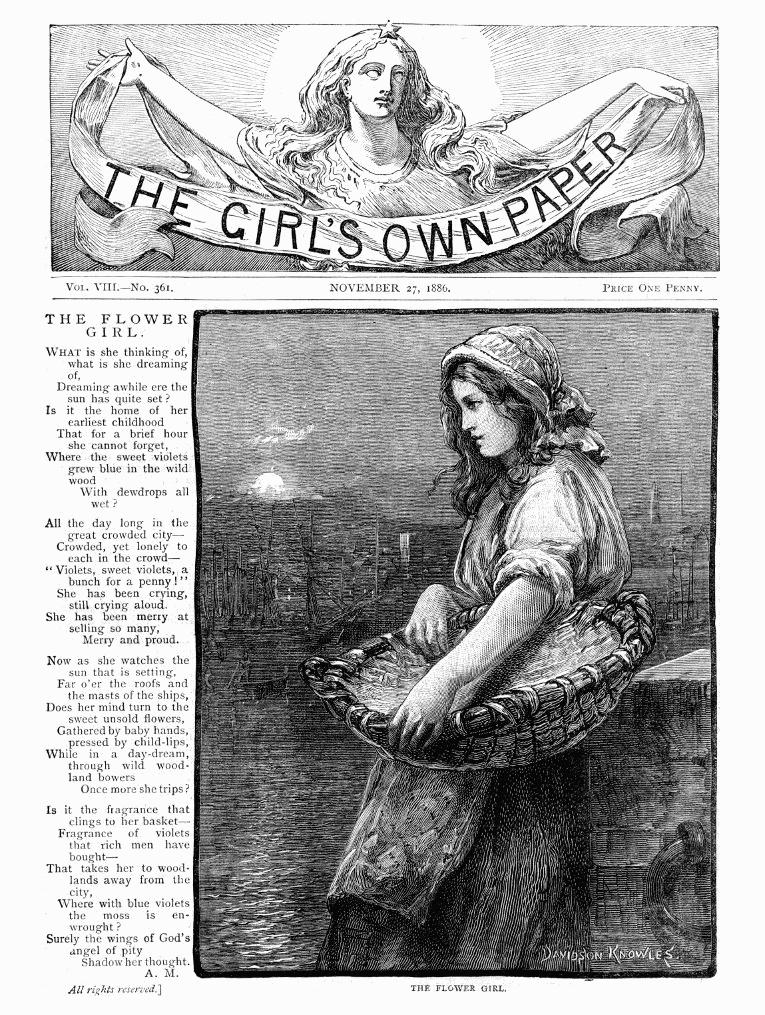 THE GIRL'S OWN PAPER
VOL. VIII.—No. 361.
NOVEMBER 27, 1886.
PRICE ONE PENNY.
THE FLOWER
GIRL.
WHAT is she thinking of,
what is she dreaming
of,
Dreaming awhile ere the
sun has quite set?
Is it the home of her
earliest childhood
That for a brief hour
she cannot forget,
Where the sweet violets
grew blue in the wild
wood
With dewdrops all
wet?
All the day long in the
great crowded city—
Crowded, yet lonely to
each in the crowd—
"Violets, sweet violets, a
bunch for a penny!"
She has been crying,
still crying aloud.
She has been merry at
selling so many,
Merry and proud.
Now as she watches the
sun that is setting,
Far o'er the roofs and
the masts of the ships,
Does her mind turn to the
sweet unsold flowers,
Gathered by baby hands,
pressed by child-lips,
While in a day-dream,
through wild wood-
land bowers
Once more she trips?
Is it the fragrance that
clings to her basket—
Fragrance of violets
that rich men have
bought—
That takes her to wood-
lands away from the
city,
Where with blue violets
the moss is en-
wrought?
Surely the wings of God's
angel of pity
Shadow her thought.
A. M.
All rights reserved.]
DAVIDSON KNOWLES.
THE FLOWER GIRL.